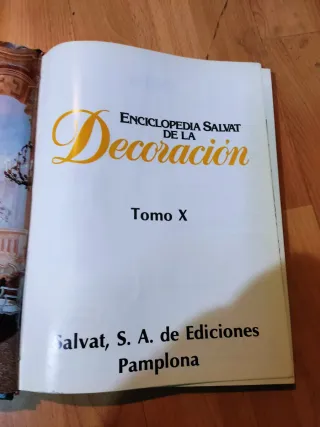 ENCICLOPEDIA SALVAT
DE LA
Decoración
Tomo X
Salvat, S. A. de Ediciones
Pamplona